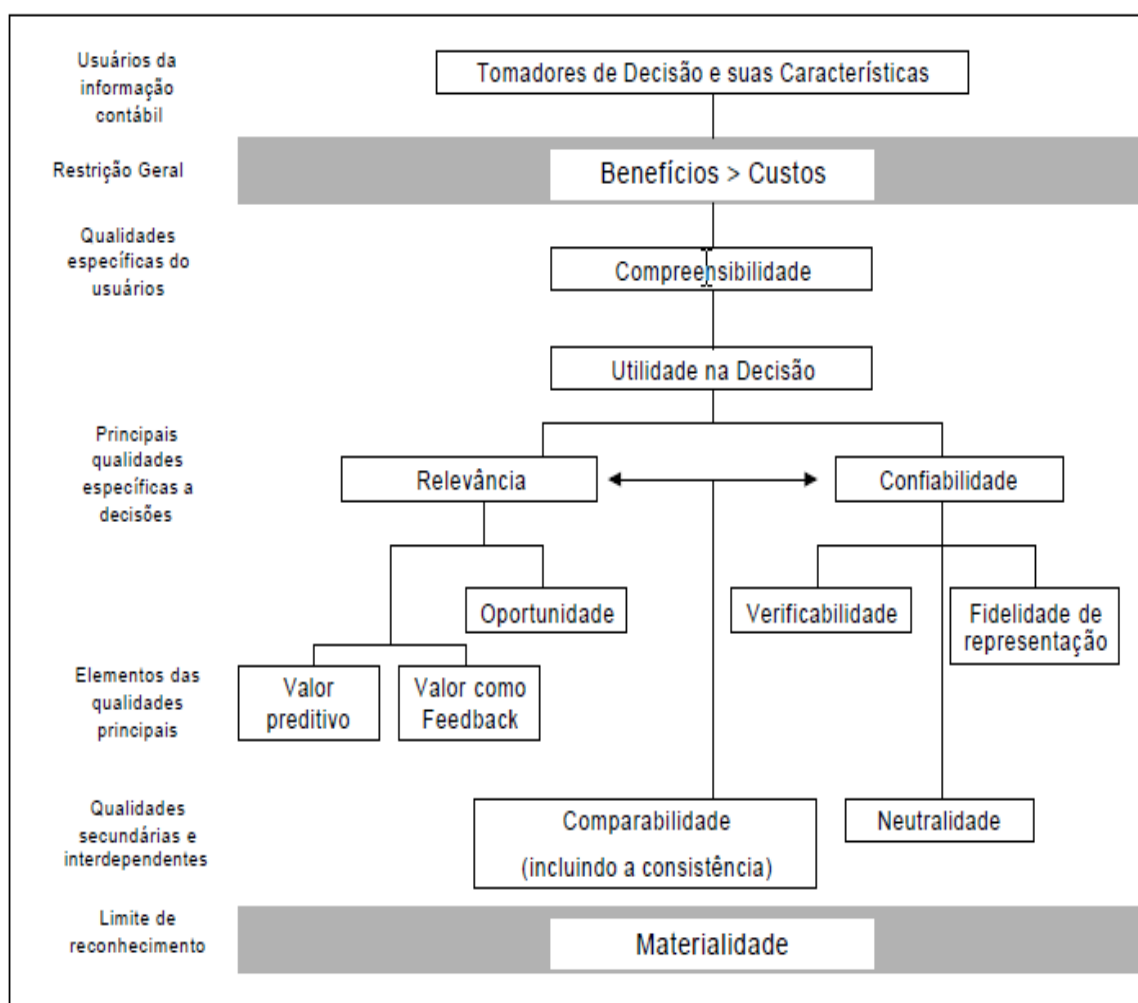 Usuários da
informação
contábil
Tomadores de Decisão e suas Características
Restrição Geral
Benefícios > Custos
Qualidades
específicas do
usuários
Compreensibilidade
Utilidade na Decisão
Principais
qualidades
específicas a
decisões
Relevância
Confiabilidade
Oportunidade
Verificabilidade
Fidelidade de
representação
Elementos das
qualidades
principais
Valor
preditivo
Valor como
Feedback
Qualidades
secundárias e
interdependentes
Comparabilidade
(incluindo a consistência)
Neutralidade
Limite de
reconhecimento
Materialidade